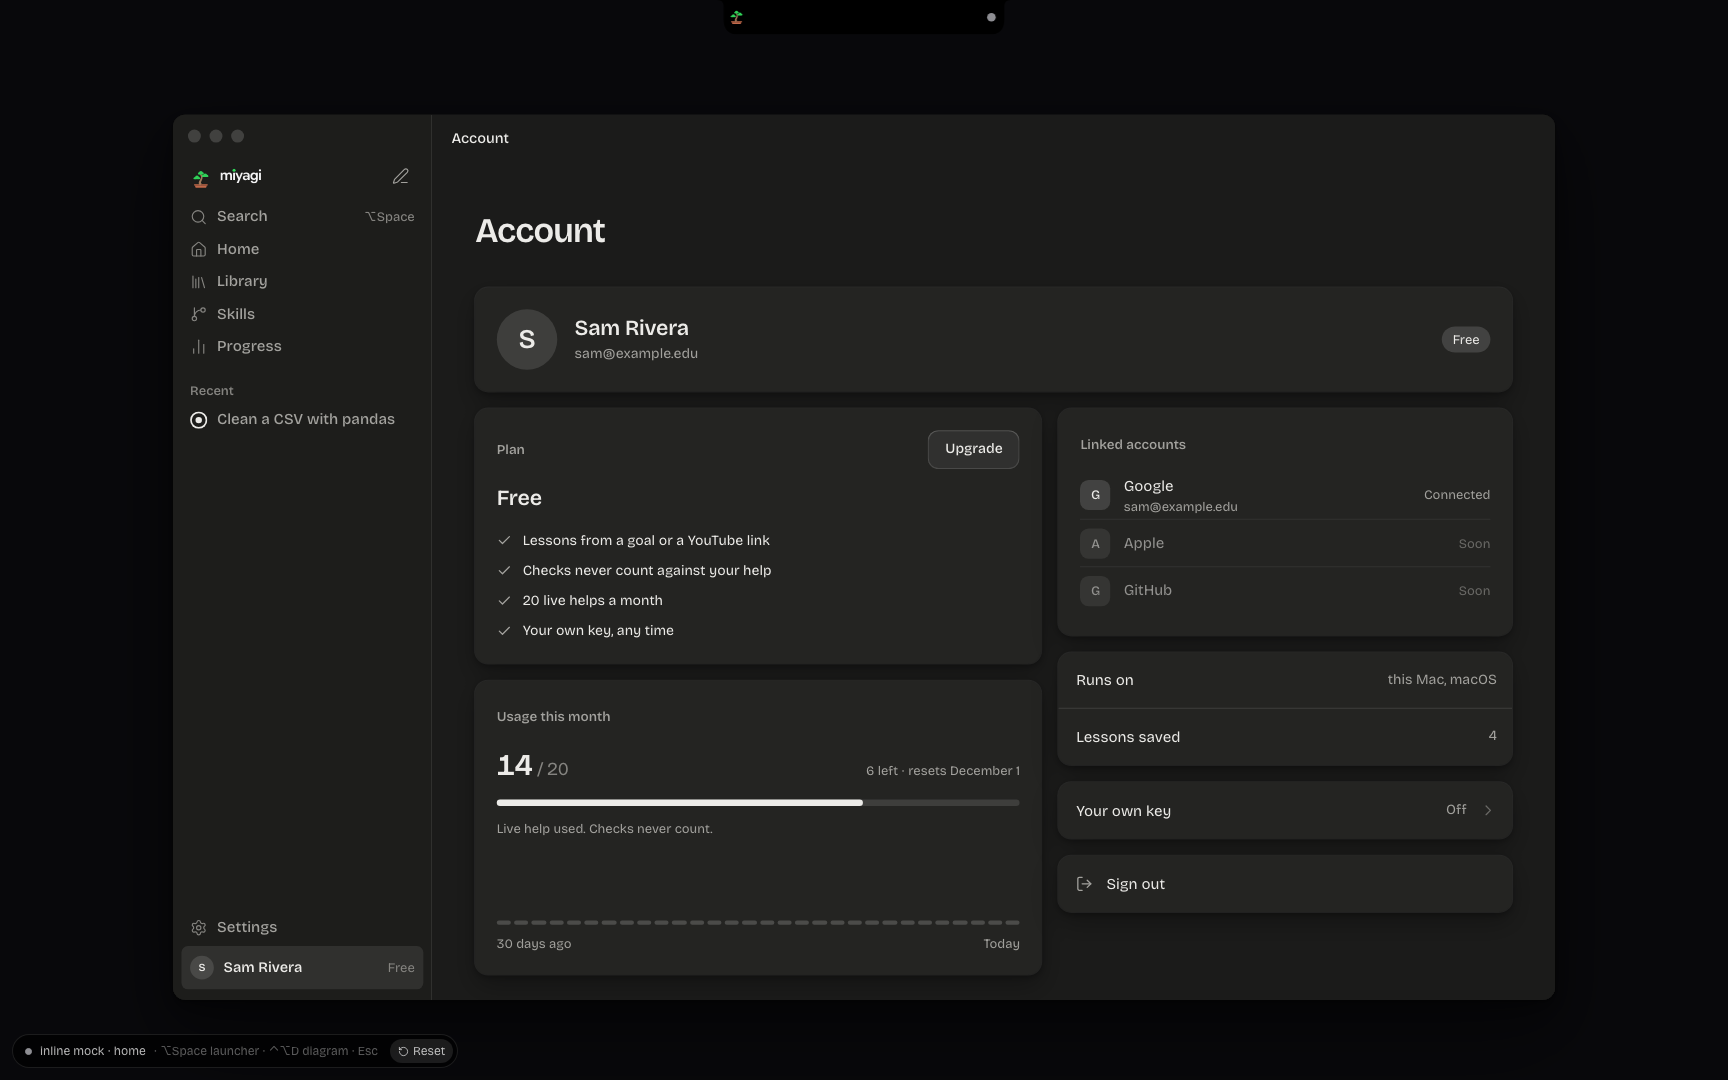 miyagi
Search ⌥Space
Home
Library
Skills
Progress
Recent
Clean a CSV with pandas
Settings
S Sam Rivera Free
Account
Account
S
Sam Rivera
sam@example.edu
Free
Plan
Upgrade
Free
Lessons from a goal or a YouTube link
Checks never count against your help
20 live helps a month
Your own key, any time
Usage this month
14 / 20
6 left · resets December 1
Live help used. Checks never count.
30 days ago
Today
Linked accounts
G
Google
sam@example.edu
Connected
A Apple Soon
G GitHub Soon
Runs on this Mac, macOS
Lessons saved 4
Your own key Off
Sign out
inline mock · home · ⌥Space launcher · ^⌥D diagram · Esc Reset